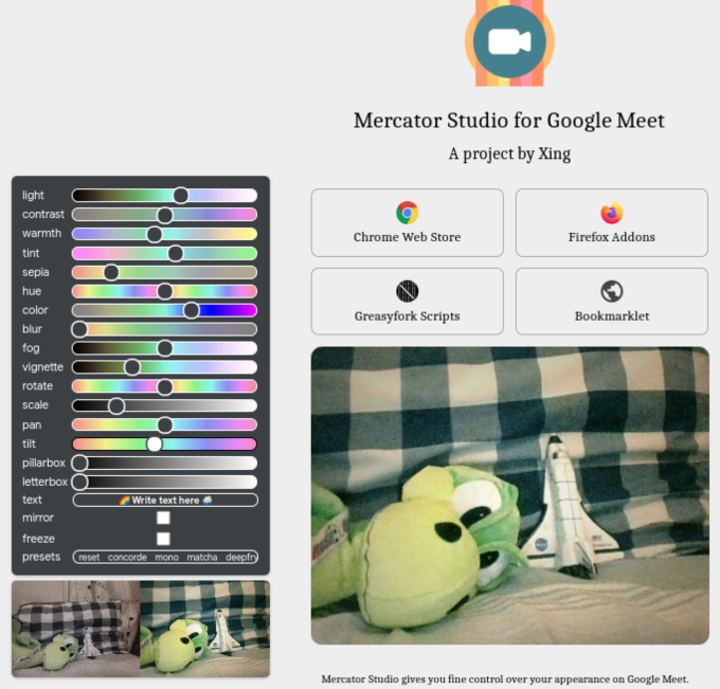 Mercator Studio for Google Meet
A project by Xing
light
contrast
warmth
tint
sepia
hue
color
blur
fog
vignette
rotate
scale
pan
tilt
pillarbox
letterbox
text 🌈 Write text here 🌦️
mirror
freeze
presets reset concorde mono matcha deepfry
Chrome Web Store
Firefox Addons
Greasyfork Scripts
Bookmarklet
Mercator Studio gives you fine control over your appearance on Google Meet.